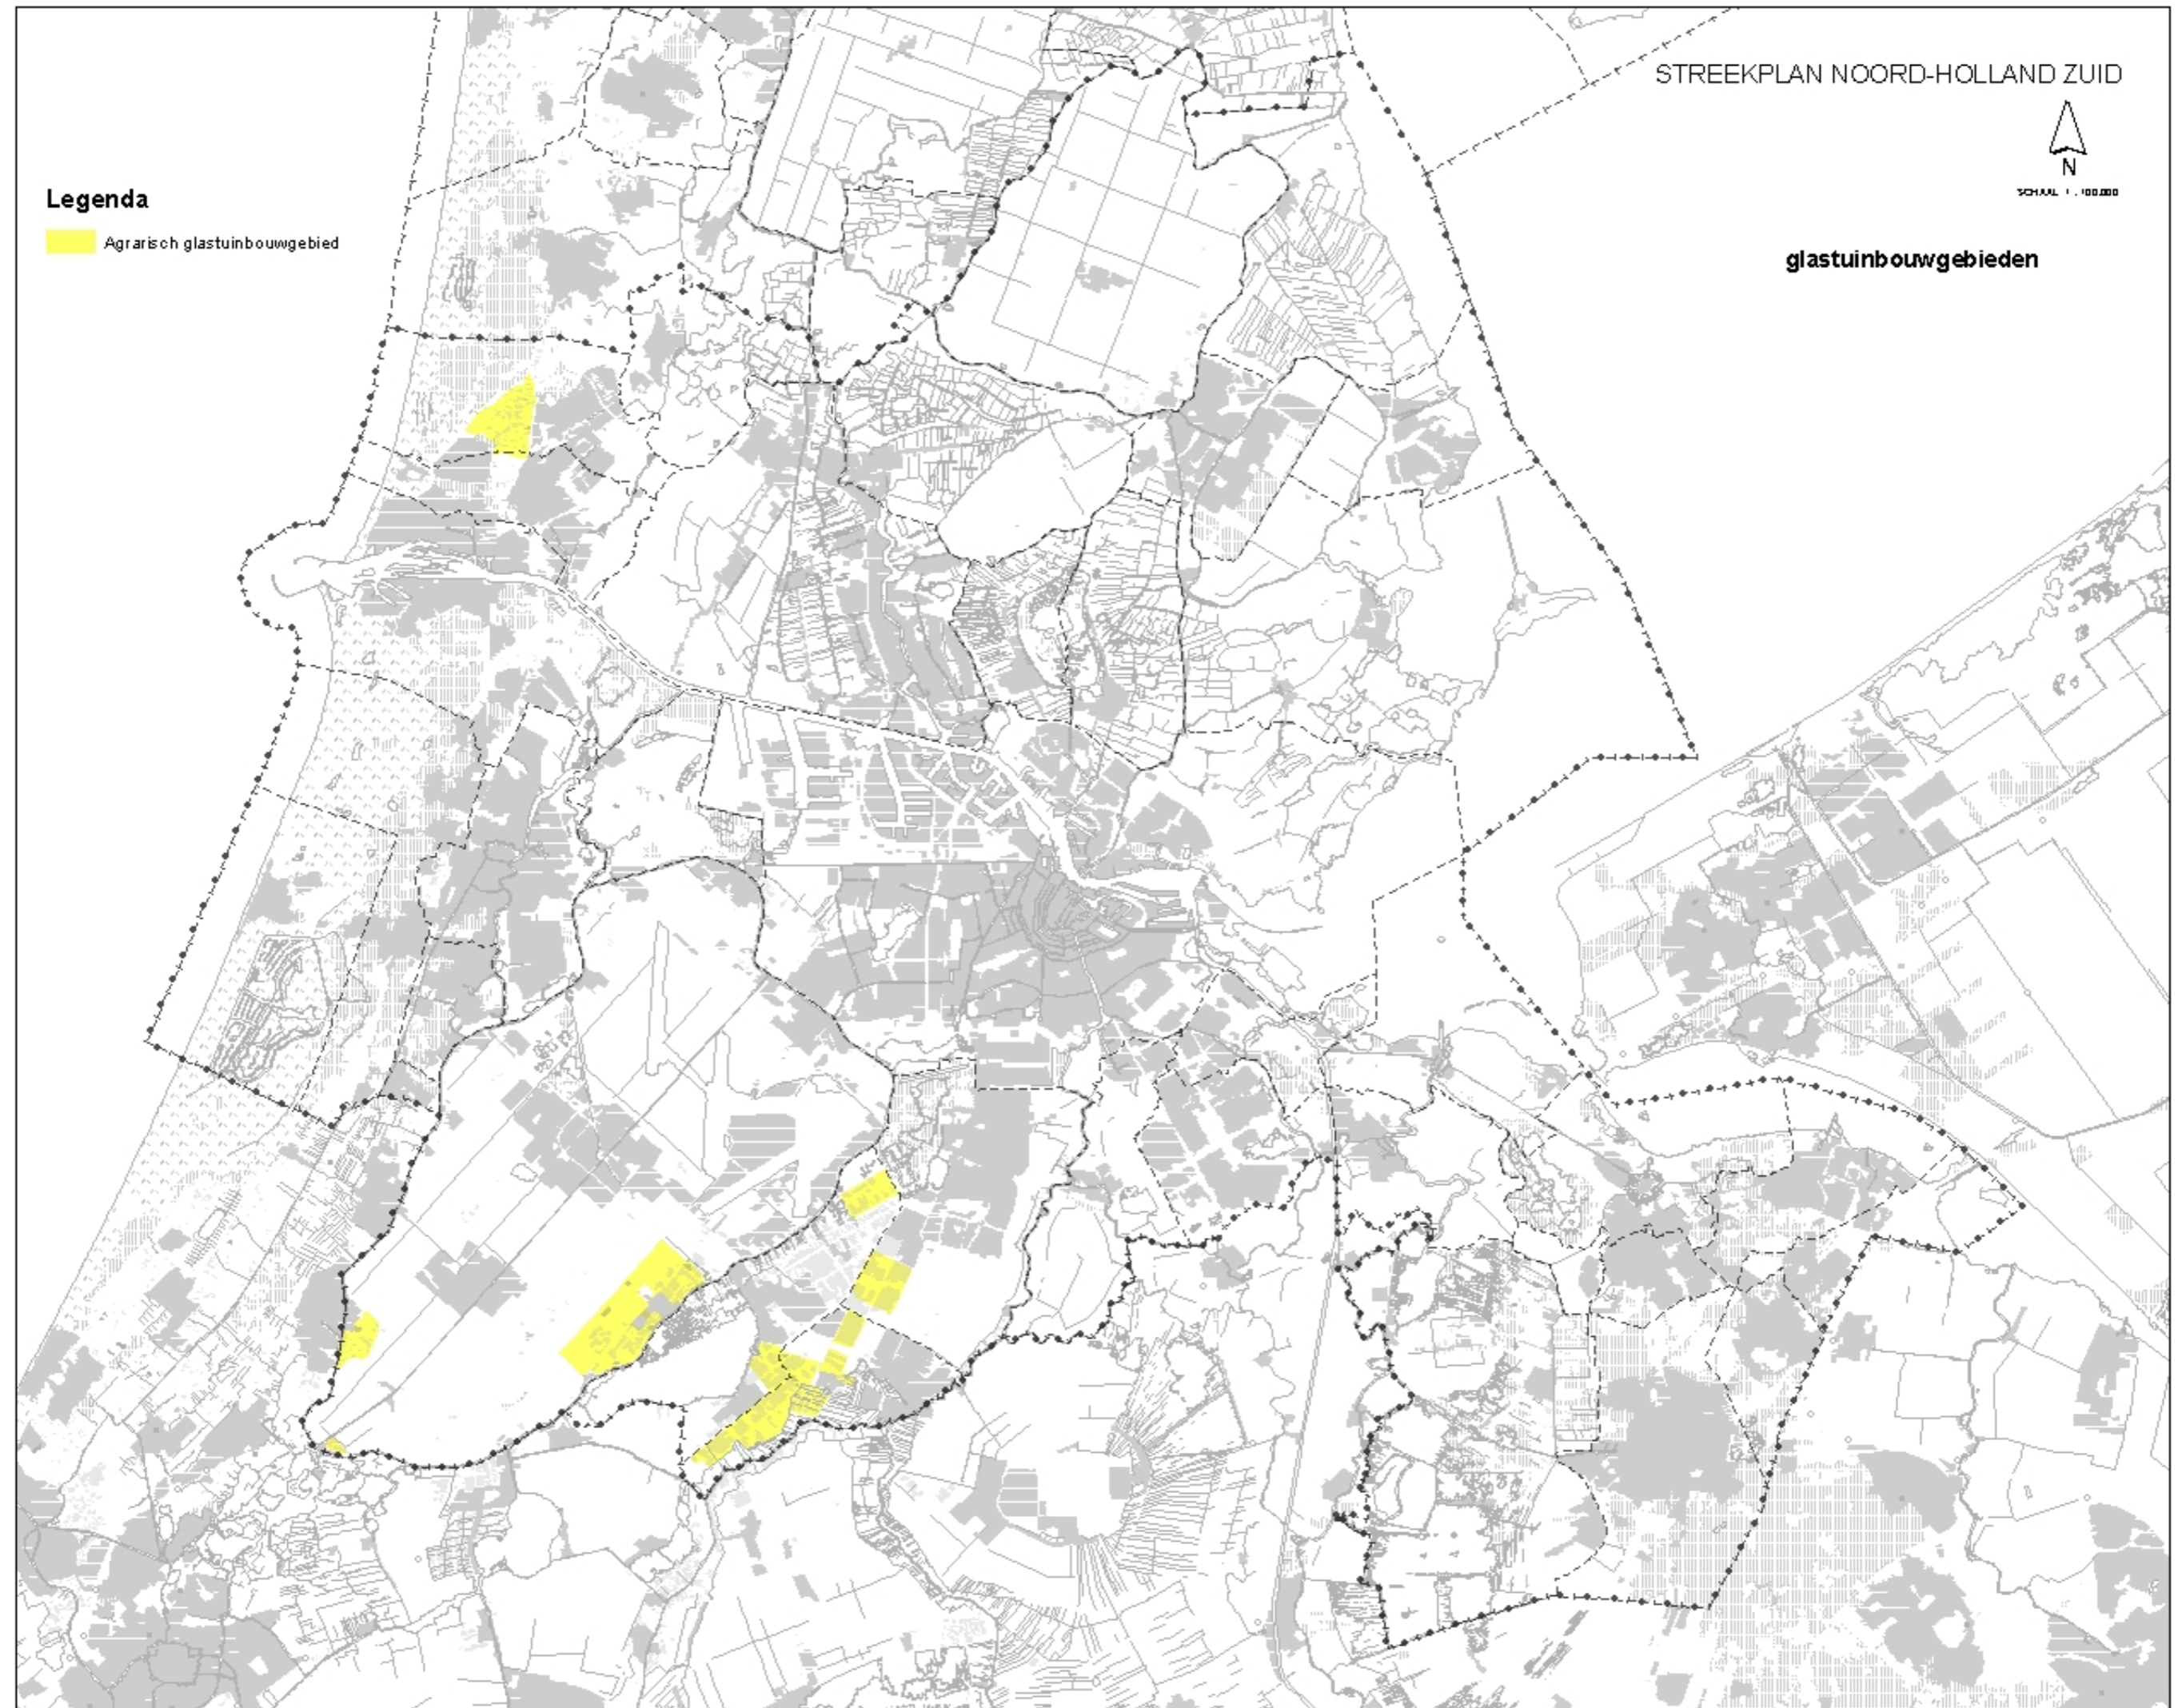 STREEKPLAN NOORD-HOLLAND ZUID
N
Legenda
Agrarisch glastuinbouwgebied
glastuinbouwgebieden